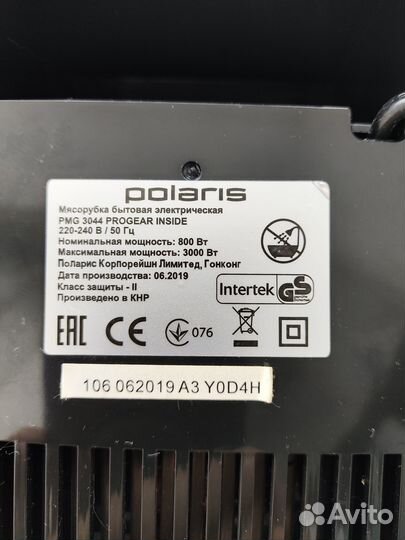 polaris
Мясорубка бытовая электрическая
PMG 3044 PROGEAR INSIDE
220-240 В / 50 Гц
Номинальная мощность: 800 Вт
Максимальная мощность: 3000 Вт
Поларис Корпорейшн Лимитед, Гонконг
Дата производства: 06.2019
Класс защиты - II
Произведено в КНР
Intertek
GS
EAC CE 076
106 062019 A3 Y0D4H
Avito